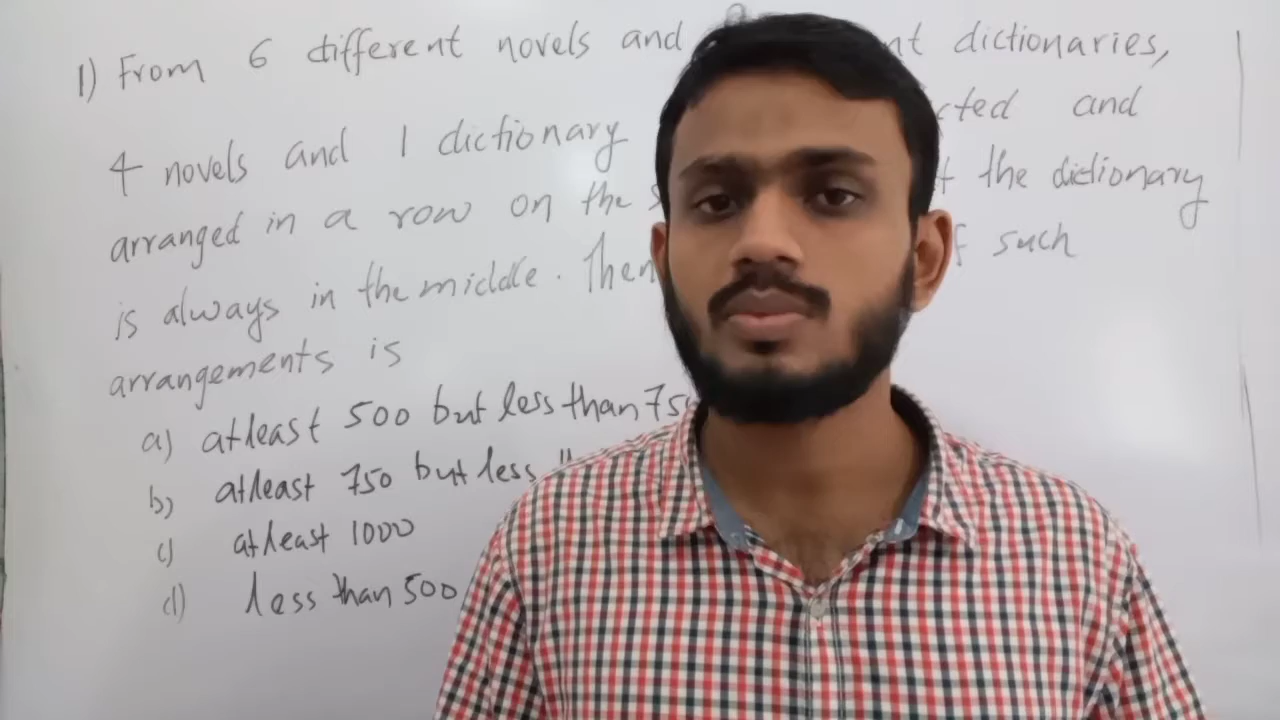 1) From 6 different novels and nt dictionaries,
4 novels and 1 dictionary cted and
arranged in a row on the s the dictionary
is always in the middle. Then f such
arrangements is
a) atleast 500 but less than 750
b) atleast 750 but less
c) atleast 1000
d) less than 500